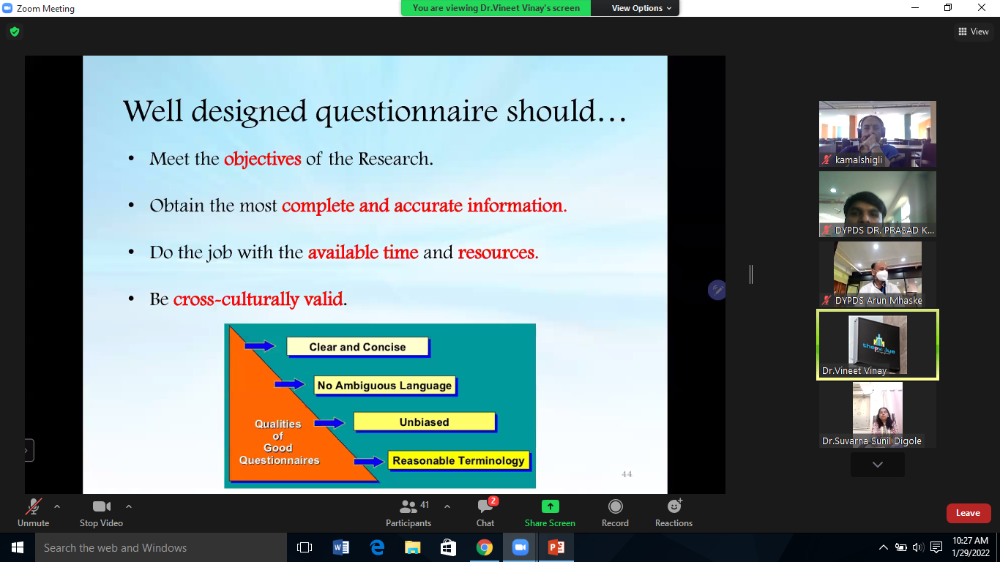 Zoom Meeting
You are viewing Dr.Vineet Vinay's screen
View Options
View
Well designed questionnaire should…
• Meet the objectives of the Research.
• Obtain the most complete and accurate information.
• Do the job with the available time and resources.
• Be cross-culturally valid.
Clear and Concise
No Ambiguous Language
Unbiased
Reasonable Terminology
Qualities
of
Good
Questionnaires
44
kamalshigli
DYPDS DR. PRASAD K...
DYPDS Arun Mhaske
thepvalue
Dr.Vineet Vinay
Dr.Suvarna Sunil Digole
Unmute
Stop Video
41
Participants
2
Chat
Share Screen
Record
Reactions
Leave
Search the web and Windows
10:27 AM
1/29/2022